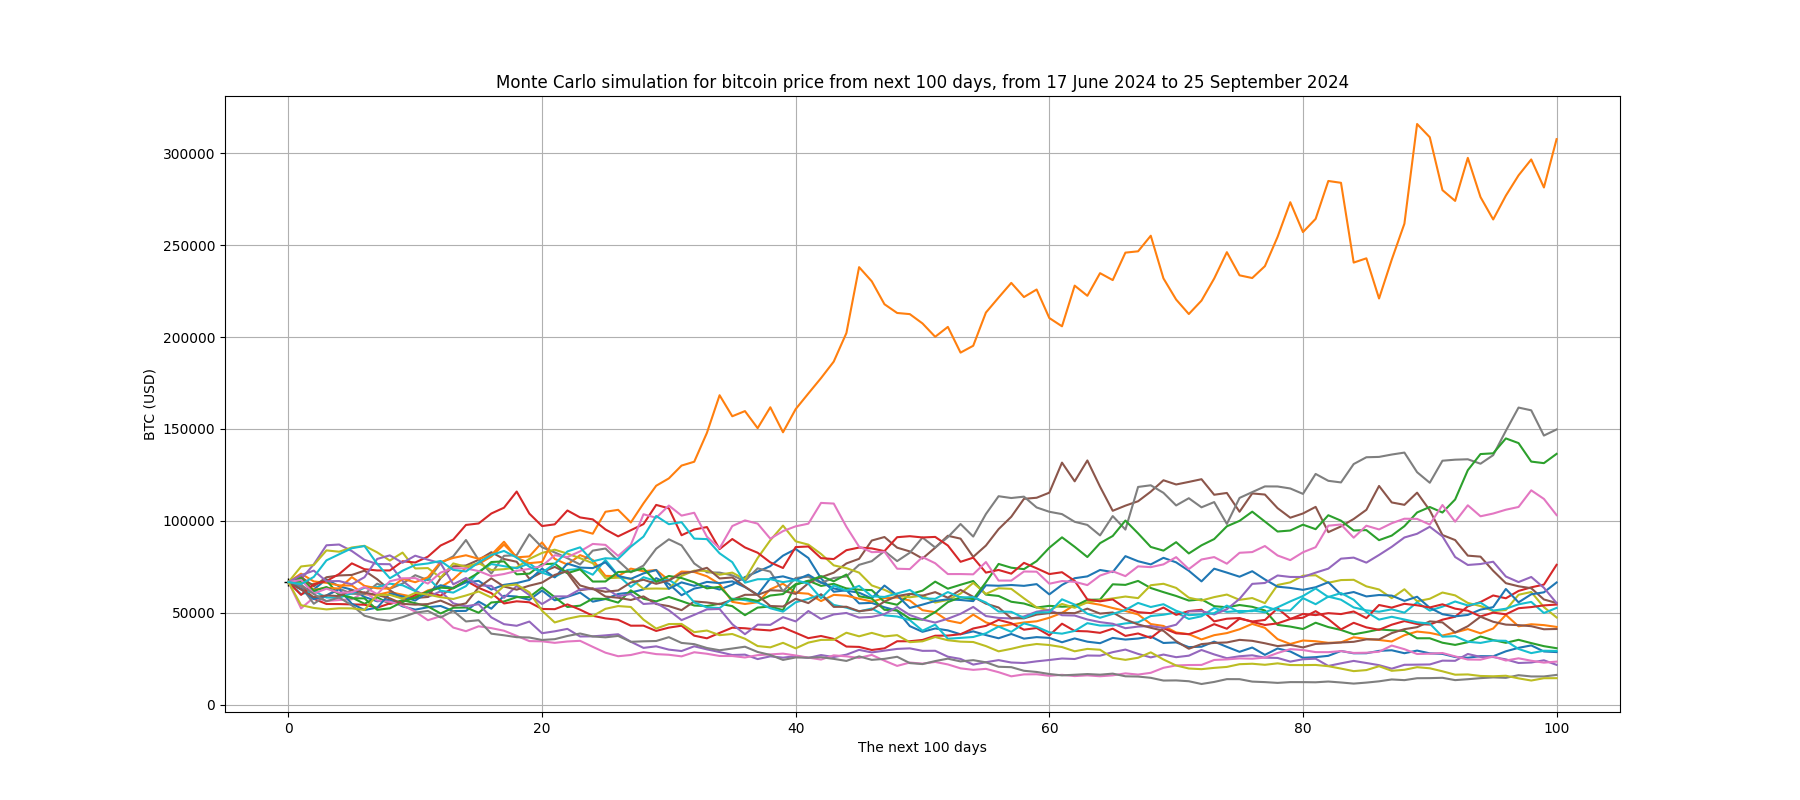 Monte Carlo simulation for bitcoin price from next 100 days, from 17 June 2024 to 25 September 2024
BTC (USD)
300000
250000
200000
150000
100000
50000
0
0 20 40 60 80 100
The next 100 days